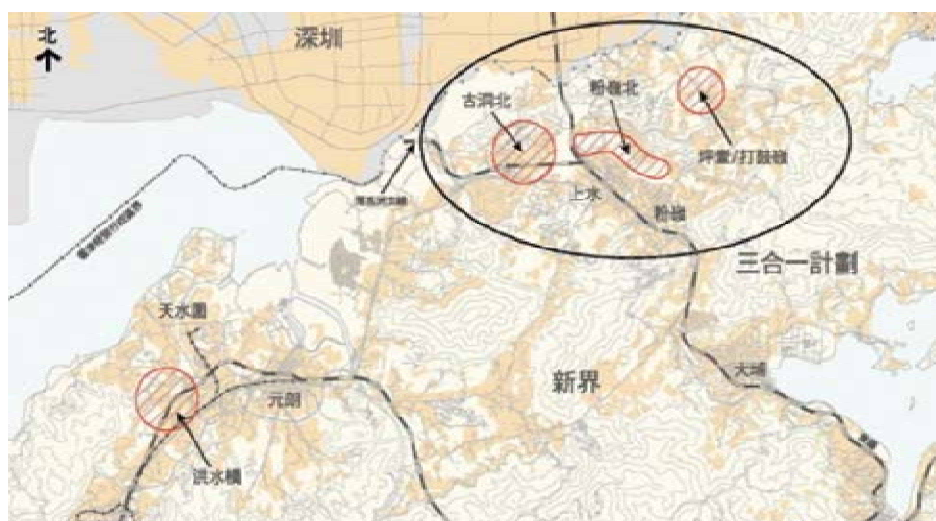 北
深圳
古洞北
粉嶺北
坪輋/打鼓嶺
上水
粉嶺
三合一計劃
天水圍
新界
大埔
元朗
洪水橋